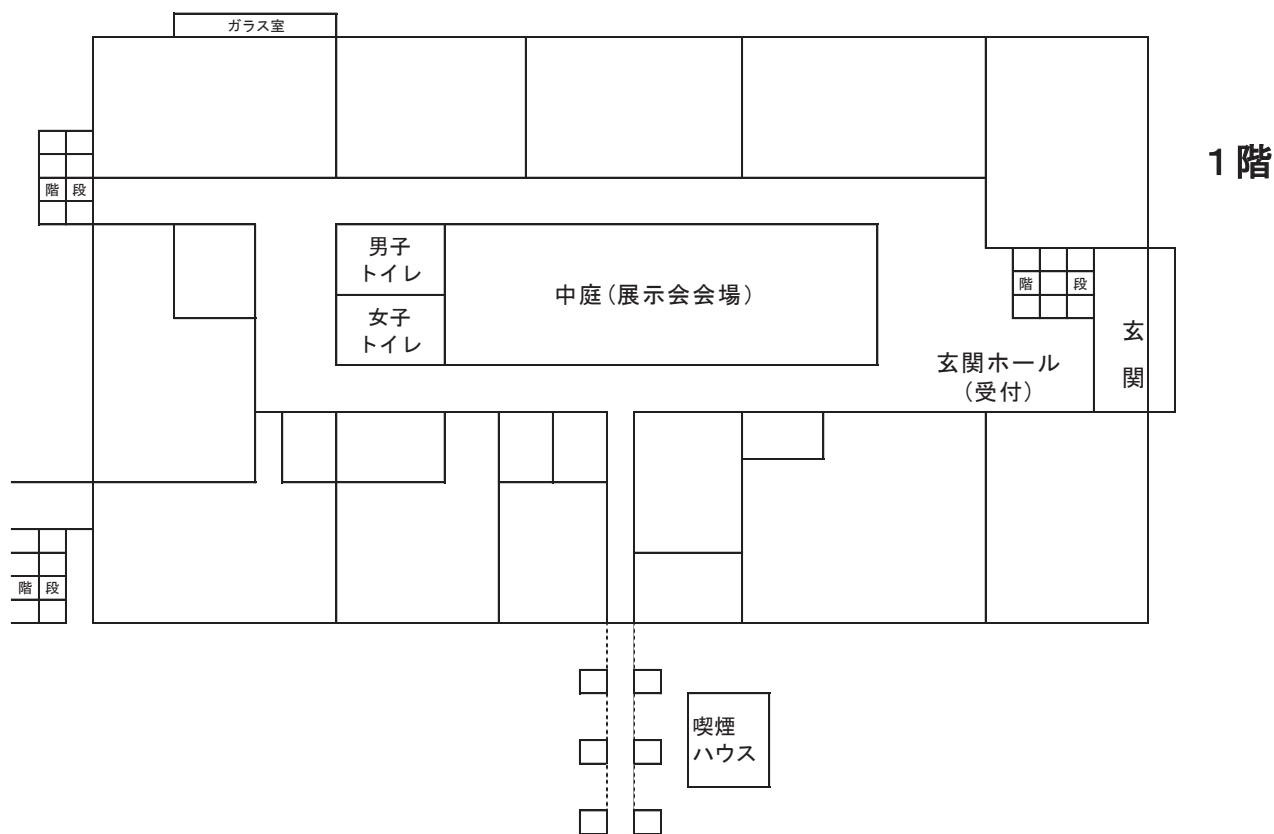 ガラス室
1階
階段
男子
トイレ
中庭(展示会会場)
階 段
女子
トイレ
玄関
玄関ホール
(受付)
階段
喫煙
ハウス